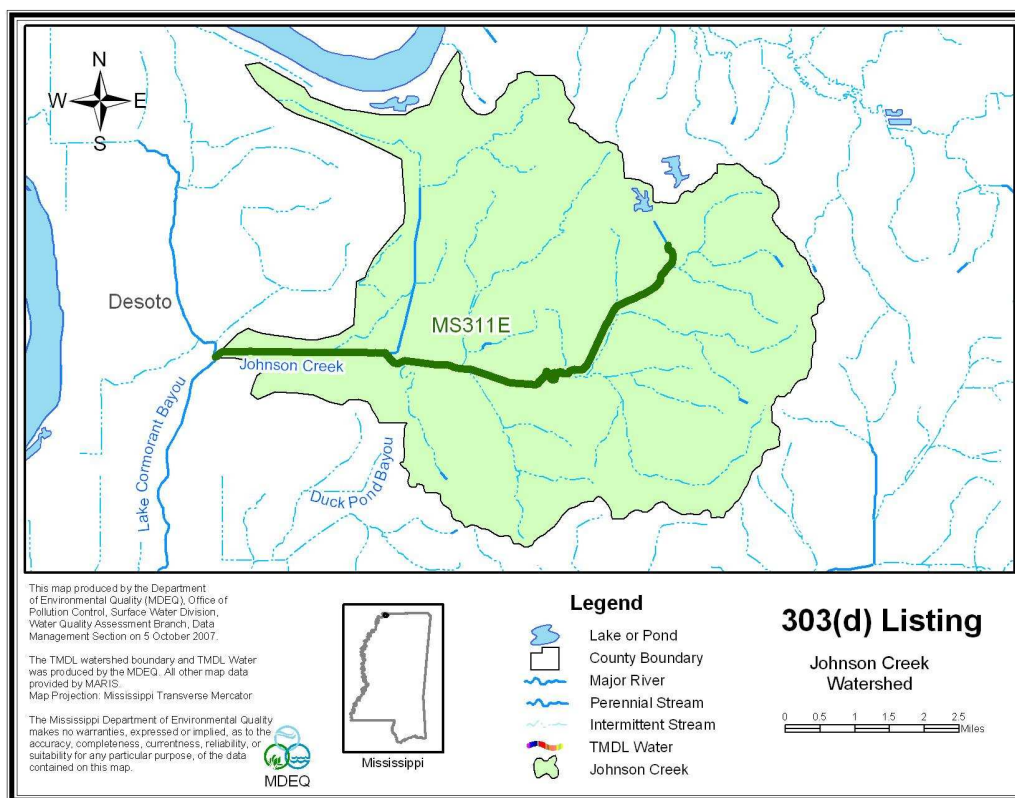 N
W
E
S
Desoto
MS311E
Johnson Creek
Lake Cormorant Bayou
Duck Pond Bayou
This map produced by the Department
of Environmental Quality (MDEQ), Office of
Pollution Control, Surface Water Division,
Water Quality Assessment Branch, Data
Management Section on 5 October 2007.
The TMDL watershed boundary and TMDL Water
was produced by the MDEQ. All other map data
provided by MARIS.
Map Projection: Mississippi Transverse Mercator
The Mississippi Department of Environmental Quality
makes no warranties, expressed or implied, as to the
accuracy, completeness, currentness, reliability, or
suitability for any particular purpose, of the data
contained on this map.
MDEQ
Mississippi
Legend
Lake or Pond
County Boundary
Major River
Perennial Stream
Intermittent Stream
TMDL Water
Johnson Creek
303(d) Listing
Johnson Creek
Watershed
0 0.5 1 1.5 2 2.5
Miles